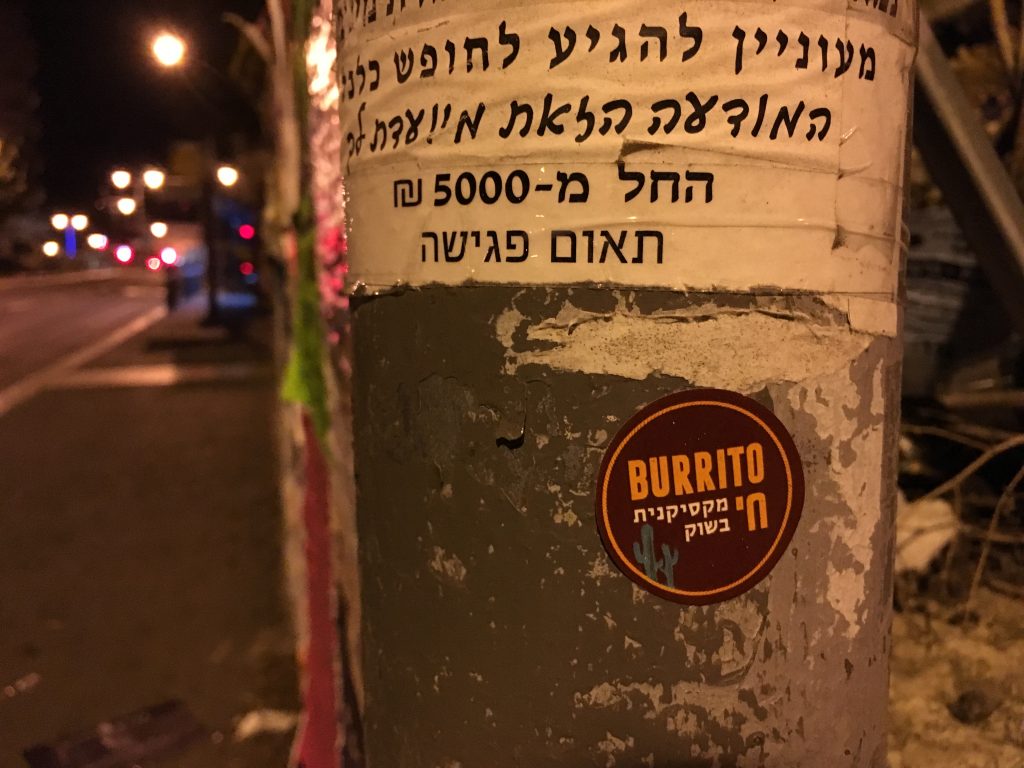 מעוניין להגיע לחופש כלכלי
המודעה הזאת מיועדת לך
החל מ-5000 ₪
תאום פגישה
BURRITO
חי
מקסיקנית
בשוק